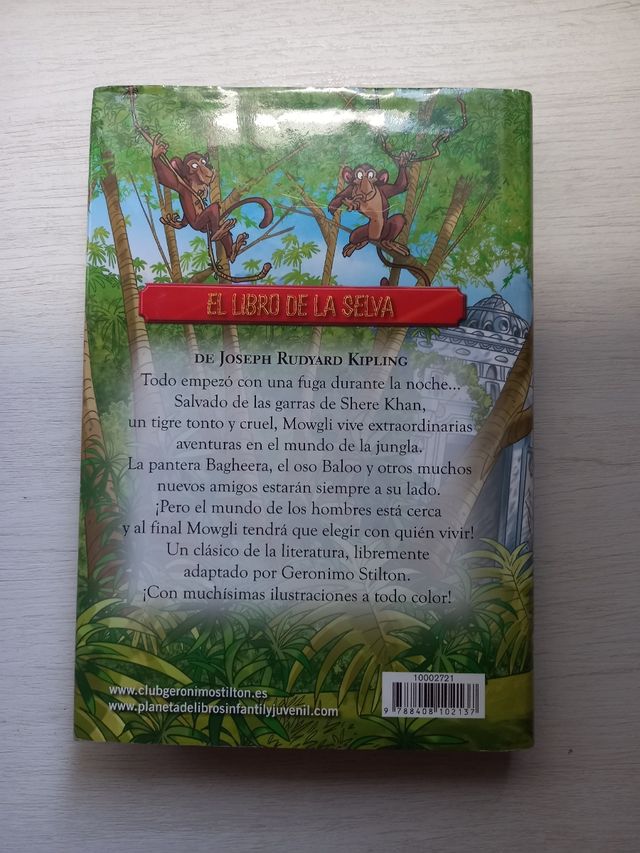 EL LIBRO DE LA SELVA
DE JOSEPH RUDYARD KIPLING
Todo empezó con una fuga durante la noche...
Salvado de las garras de Shere Khan,
un tigre tonto y cruel, Mowgli vive extraordinarias
aventuras en el mundo de la jungla.
La pantera Bagheera, el oso Baloo y otros muchos
nuevos amigos estarán siempre a su lado.
¡Pero el mundo de los hombres está cerca
y al final Mowgli tendrá que elegir con quién vivir!
Un clásico de la literatura, libremente
adaptado por Geronimo Stilton.
¡Con muchísimas ilustraciones a todo color!
www.clubgeronimostilton.es
www.planetadelibrosinfantilyjuvenil.com
10002721
9 788408 102137